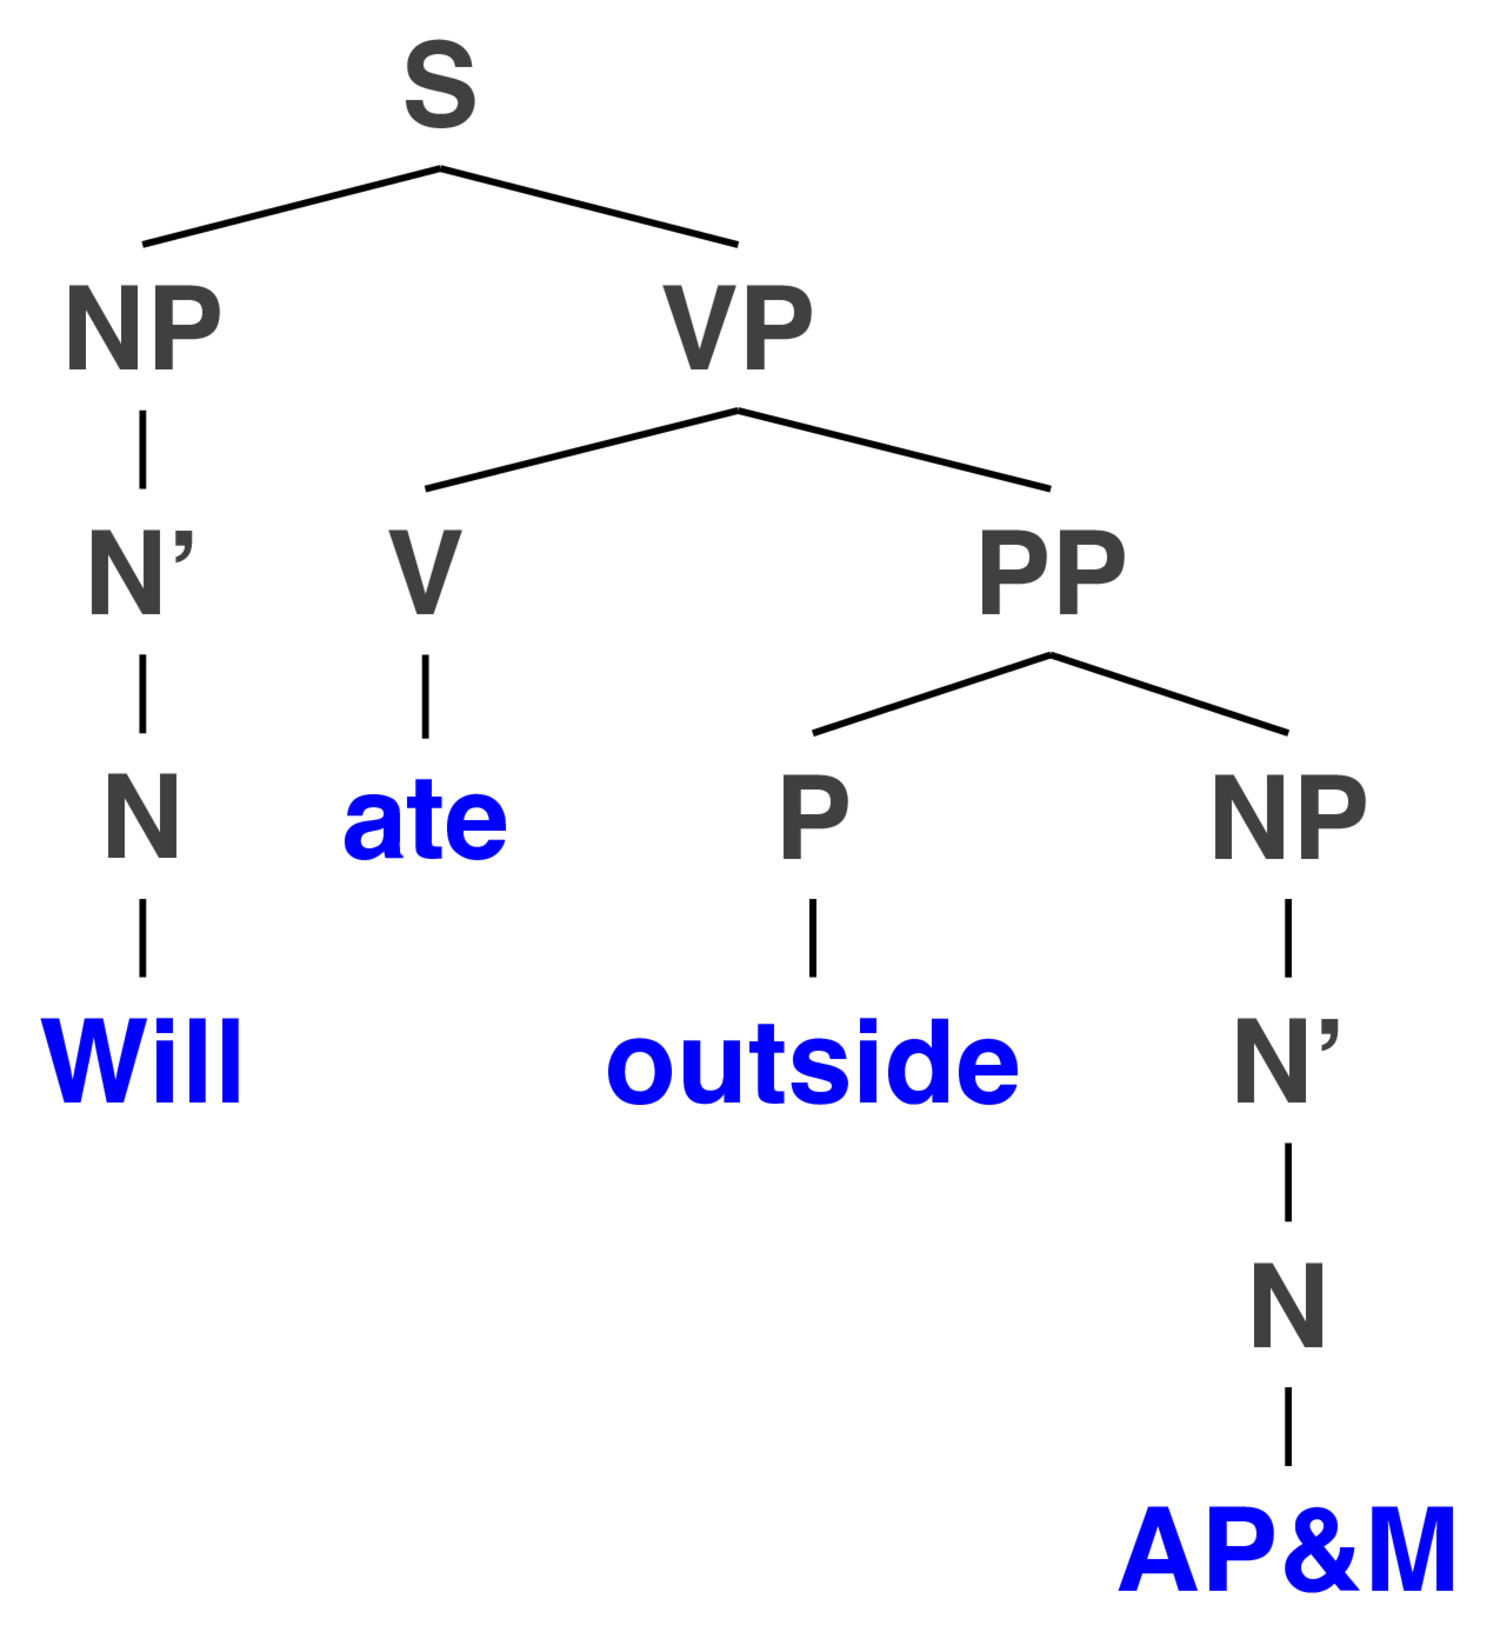 S
NP VP
N’ V PP
N ate P NP
Will outside N’
N
AP&M